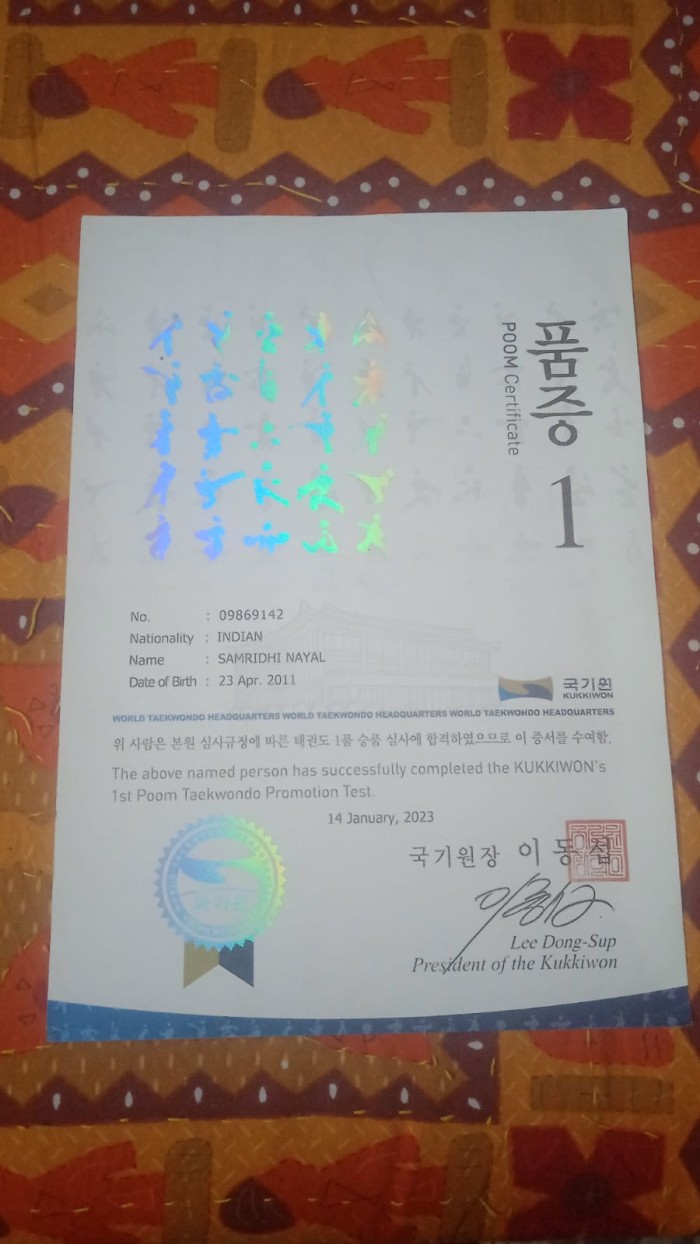 품증
POOM Certificate
1
No. : 09869142
Nationality : INDIAN
Name : SAMRIDHI NAYAL
Date of Birth : 23 Apr. 2011
국기원
KUKKIWON
WORLD TAEKWONDO HEADQUARTERS WORLD TAEKWONDO HEADQUARTERS WORLD TAEKWONDO HEADQUARTERS
위 사람은 본원 심사규정에 따른 태권도 1품 승품 심사에 합격하였으므로 이 증서를 수여함.
The above named person has successfully completed the KUKKIWON's
1st Poom Taekwondo Promotion Test.
14 January, 2023
국기원장 이동섭
국기원
Lee Dong-Sup
President of the Kukkiwon